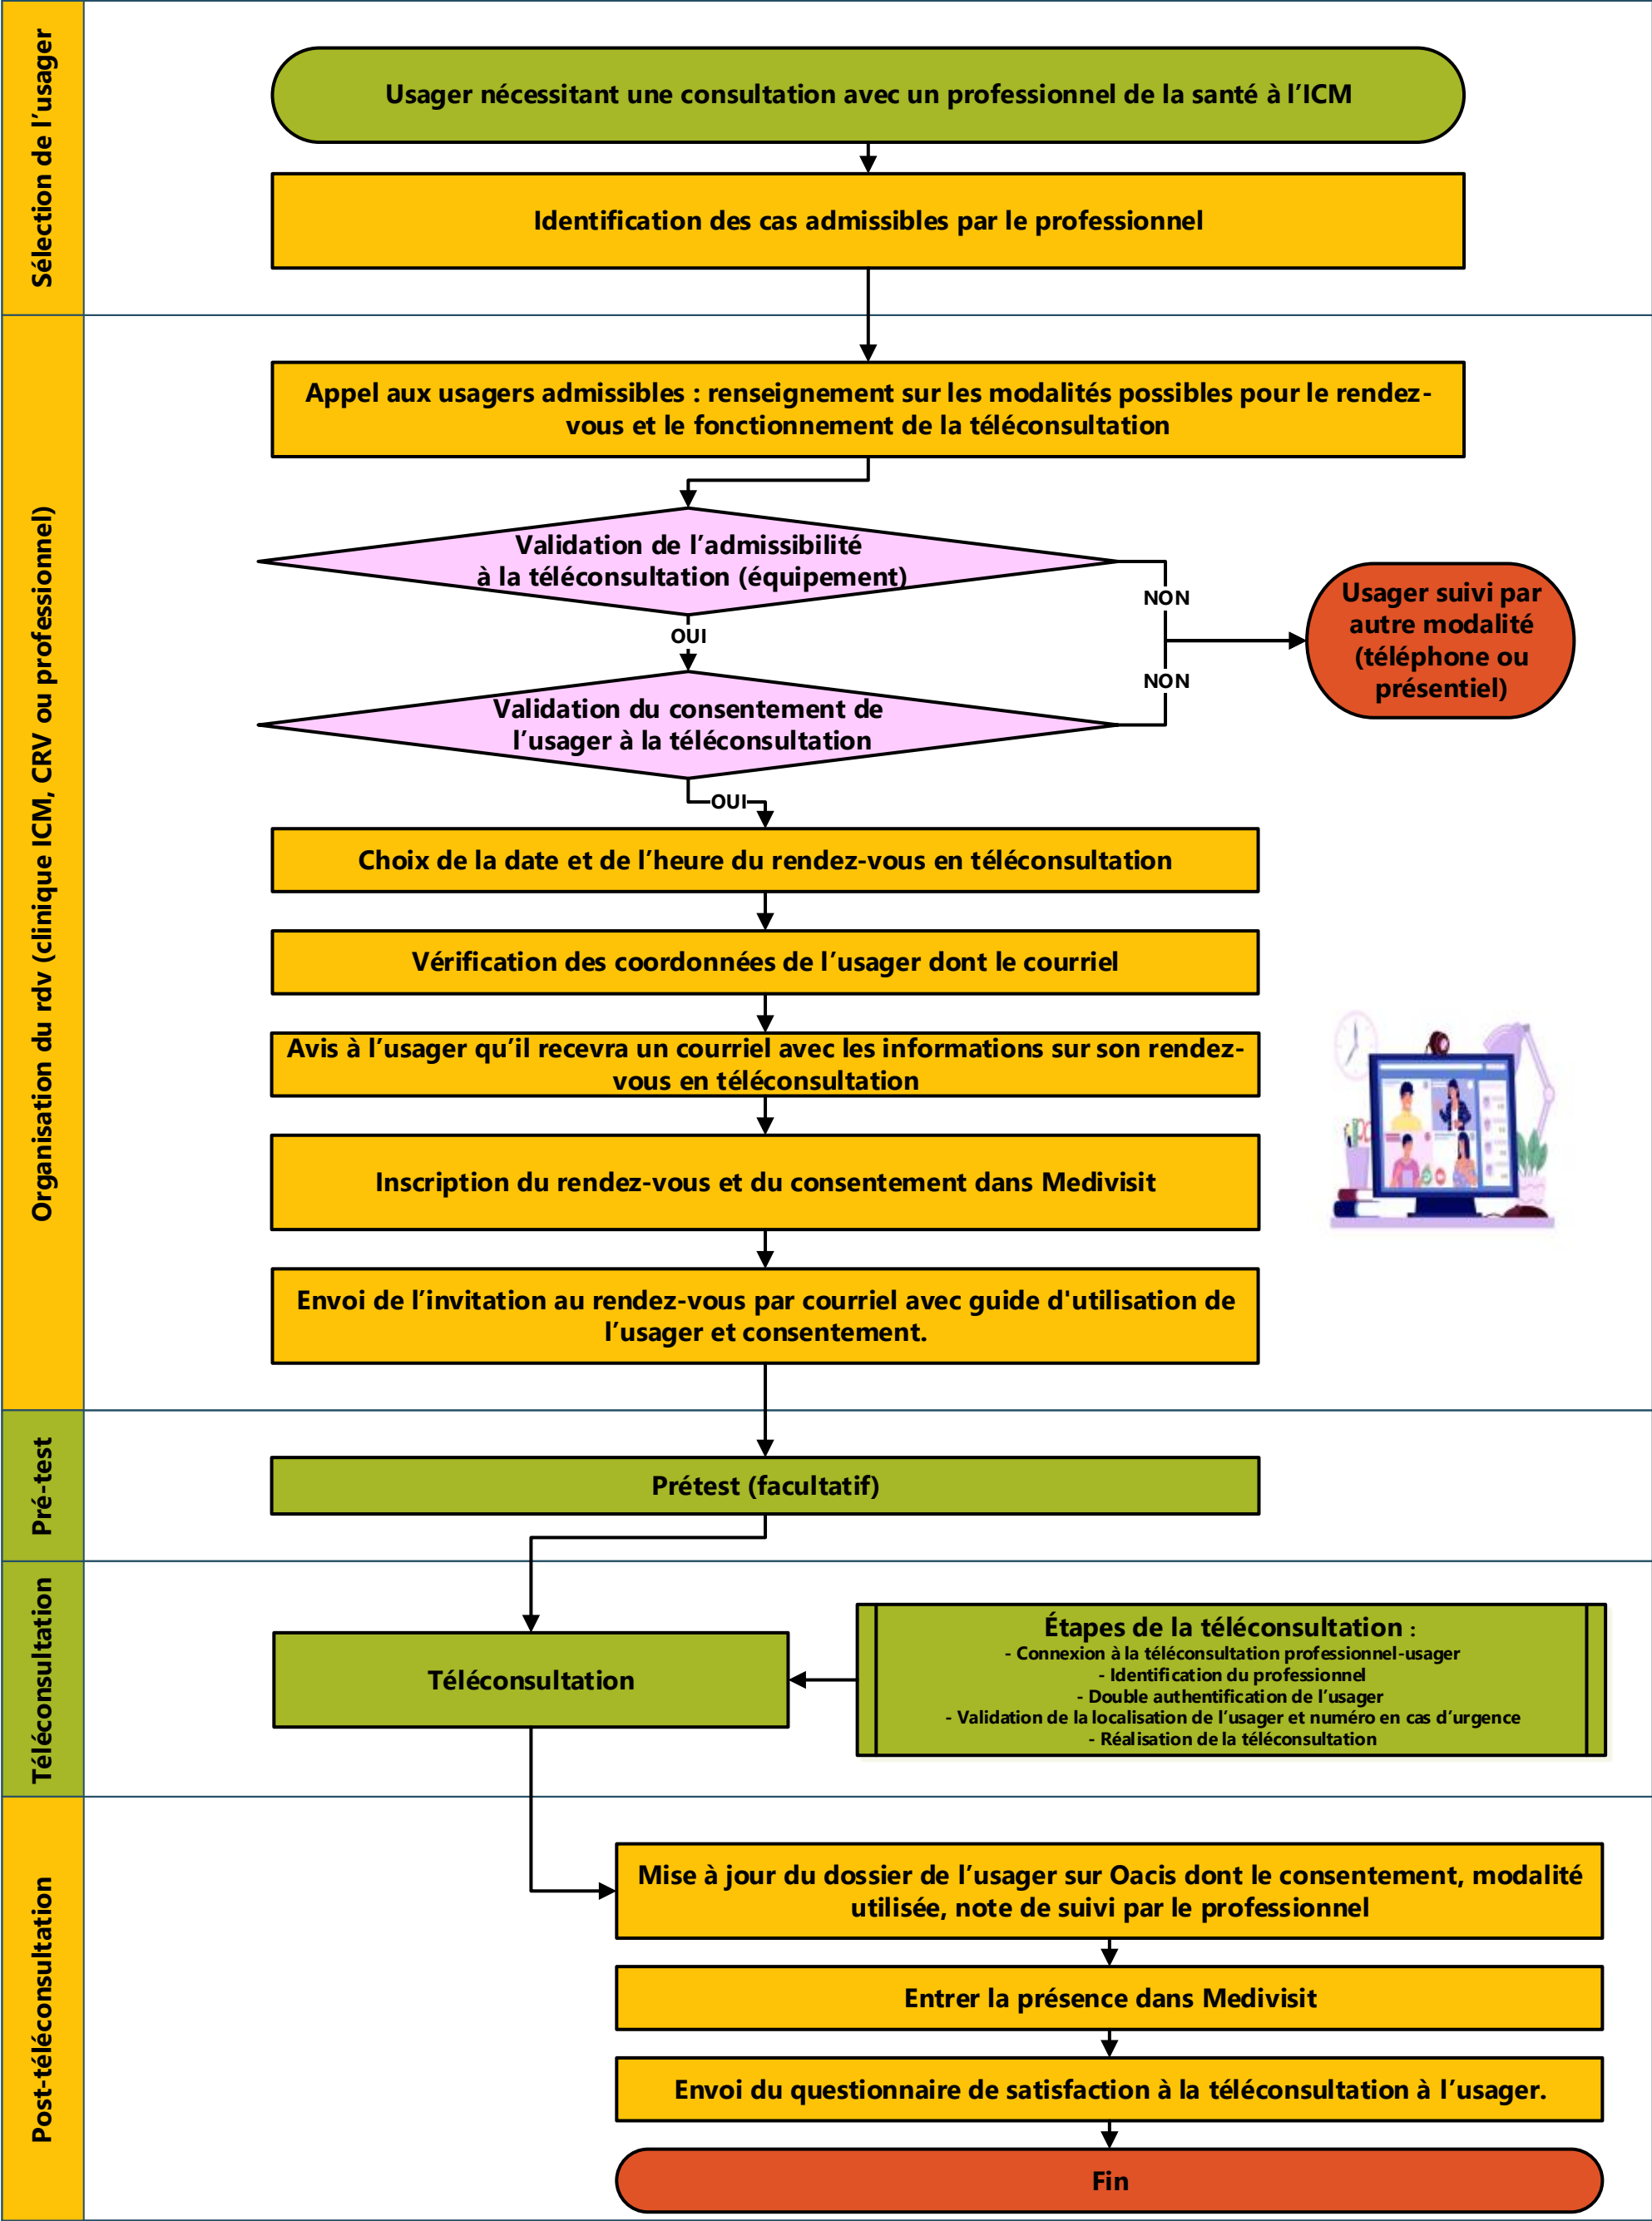 Sélection de l’usager
Usager nécessitant une consultation avec un professionnel de la santé à l’ICM
Identification des cas admissibles par le professionnel
Organisation du rdv (clinique ICM, CRV ou professionnel)
Appel aux usagers admissibles : renseignement sur les modalités possibles pour le rendez-
vous et le fonctionnement de la téléconsultation
Validation de l’admissibilité
à la téléconsultation (équipement)
NON
OUI
Usager suivi par
autre modalité
(téléphone ou
présentiel)
NON
Validation du consentement de
l’usager à la téléconsultation
OUI
Choix de la date et de l’heure du rendez-vous en téléconsultation
Vérification des coordonnées de l’usager dont le courriel
Avis à l’usager qu’il recevra un courriel avec les informations sur son rendez-
vous en téléconsultation
Inscription du rendez-vous et du consentement dans Medivisit
Envoi de l’invitation au rendez-vous par courriel avec guide d'utilisation de
l’usager et consentement.
Pré-test
Prétest (facultatif)
Téléconsultation
Téléconsultation
Étapes de la téléconsultation :
- Connexion à la téléconsultation professionnel-usager
- Identification du professionnel
- Double authentification de l’usager
- Validation de la localisation de l’usager et numéro en cas d’urgence
- Réalisation de la téléconsultation
Post-téléconsultation
Mise à jour du dossier de l’usager sur Oacis dont le consentement, modalité
utilisée, note de suivi par le professionnel
Entrer la présence dans Medivisit
Envoi du questionnaire de satisfaction à la téléconsultation à l’usager.
Fin